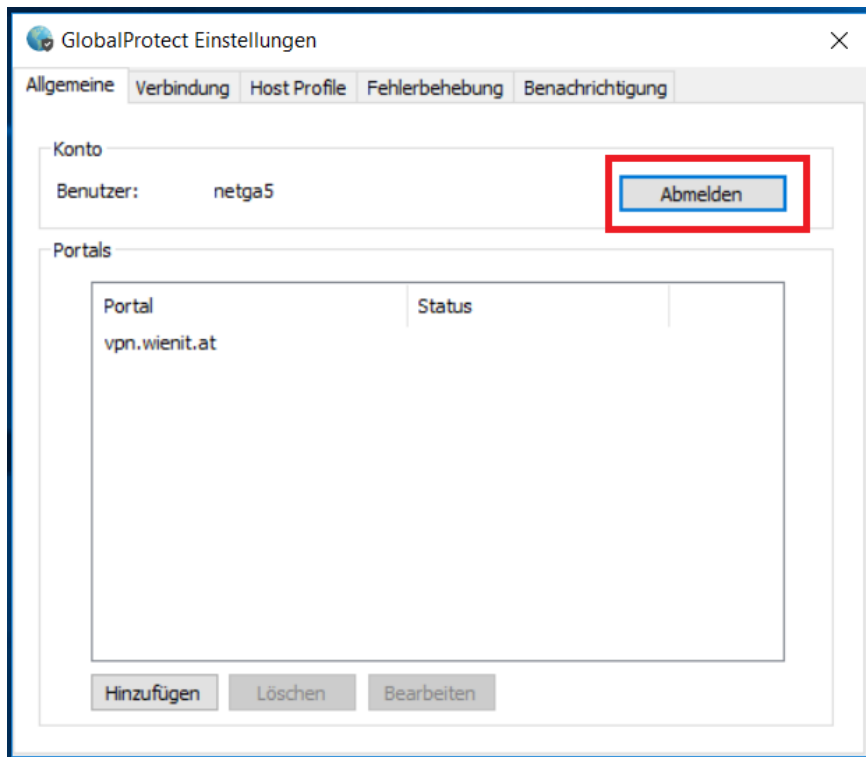 GlobalProtect Einstellungen
Allgemeine Verbindung Host Profile Fehlerbehebung Benachrichtigung
Konto
Benutzer: netga5 Abmelden
Portals
Portal Status
vpn.wienit.at
Hinzufügen Löschen Bearbeiten